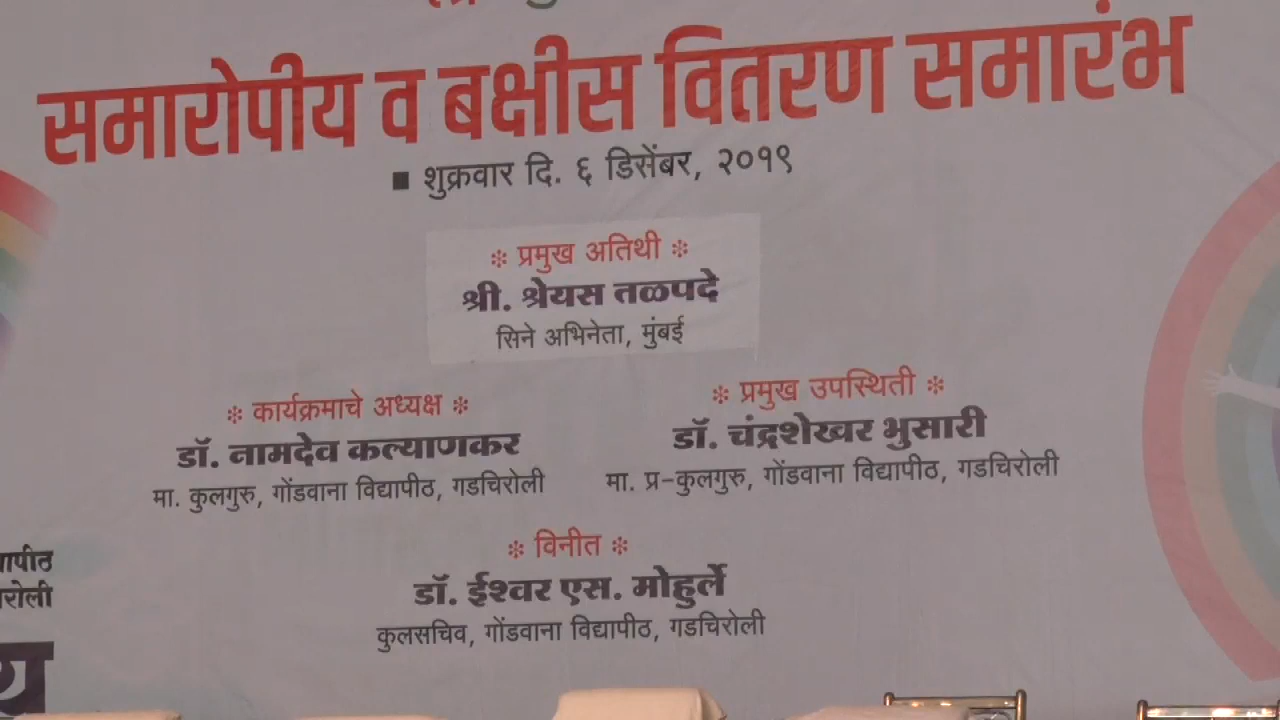 समारोपीय व बक्षीस वितरण समारंभ
■ शुक्रवार दि. ६ डिसेंबर, २०१९
❇ प्रमुख अतिथी ❇
श्री. श्रेयस तळपदे
सिने अभिनेता, मुंबई
❇ कार्यक्रमाचे अध्यक्ष ❇
डॉ. नामदेव कल्याणकर
मा. कुलगुरु, गोंडवाना विद्यापीठ, गडचिरोली
❇ प्रमुख उपस्थिती ❇
डॉ. चंद्रशेखर भुसारी
मा. प्र-कुलगुरु, गोंडवाना विद्यापीठ, गडचिरोली
❇ विनीत ❇
डॉ. ईश्वर एस. मोहुर्ले
कुलसचिव, गोंडवाना विद्यापीठ, गडचिरोली